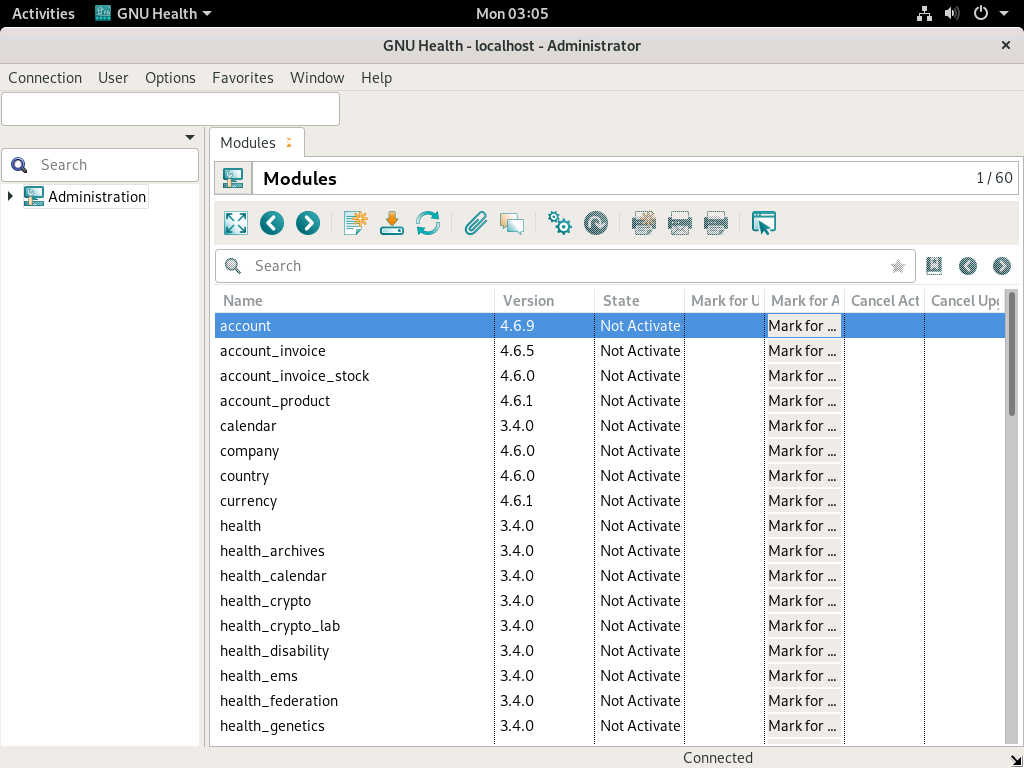 Activities GNU Health Mon 03:05
GNU Health - localhost - Administrator
Connection User Options Favorites Window Help
Modules
Search
Administration
Modules 1 / 60
Search
Name Version State Mark for U Mark for A Cancel Act Cancel Upg
account 4.6.9 Not Activate Mark for ...
account_invoice 4.6.5 Not Activate Mark for ...
account_invoice_stock 4.6.0 Not Activate Mark for ...
account_product 4.6.1 Not Activate Mark for ...
calendar 3.4.0 Not Activate Mark for ...
company 4.6.0 Not Activate Mark for ...
country 4.6.0 Not Activate Mark for ...
currency 4.6.1 Not Activate Mark for ...
health 3.4.0 Not Activate Mark for ...
health_archives 3.4.0 Not Activate Mark for ...
health_calendar 3.4.0 Not Activate Mark for ...
health_crypto 3.4.0 Not Activate Mark for ...
health_crypto_lab 3.4.0 Not Activate Mark for ...
health_disability 3.4.0 Not Activate Mark for ...
health_ems 3.4.0 Not Activate Mark for ...
health_federation 3.4.0 Not Activate Mark for ...
health_genetics 3.4.0 Not Activate Mark for ...
Connected